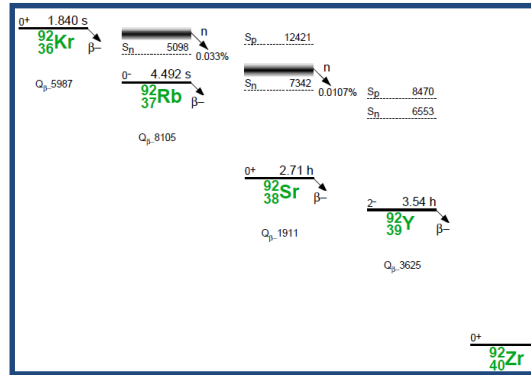 0+ 1.840 s
92
36Kr
β−
Qβ−5987
n
Sn 5098
0.033%
0- 4.492 s
92
37Rb
β−
Qβ−8105
Sp 12421
n
Sn 7342
0.0107%
0+ 2.71 h
92
38Sr
β−
Qβ−1911
Sp 8470
Sn 6553
2- 3.54 h
92
39Y
β−
Qβ−3625
0+
92
40Zr